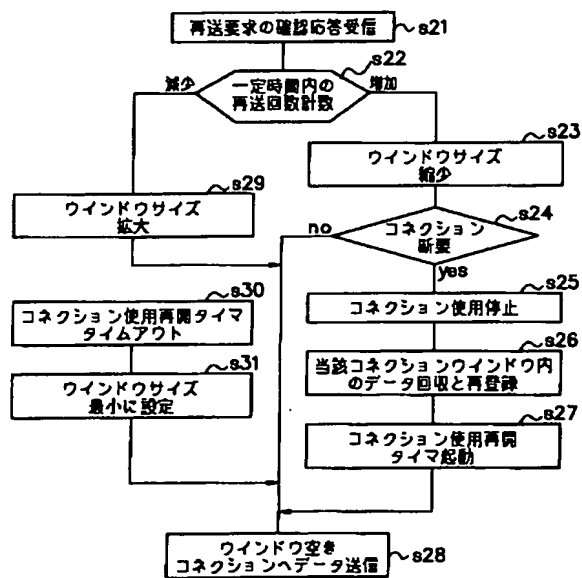 再送要求の確認応答受信
s21
s22
一定時間内の
再送回数計数
減少
増加
s23
ウインドウサイズ
縮少
s29
ウインドウサイズ
拡大
s24
コネクション
断要
no
yes
s25
コネクション使用停止
s30
コネクション使用再開タイマ
タイムアウト
s26
当該コネクションウインドウ内
のデータ回収と再登録
s31
ウインドウサイズ
最小に設定
s27
コネクション使用再開
タイマ起動
ウインドウ空き
コネクションへデータ送信
s28